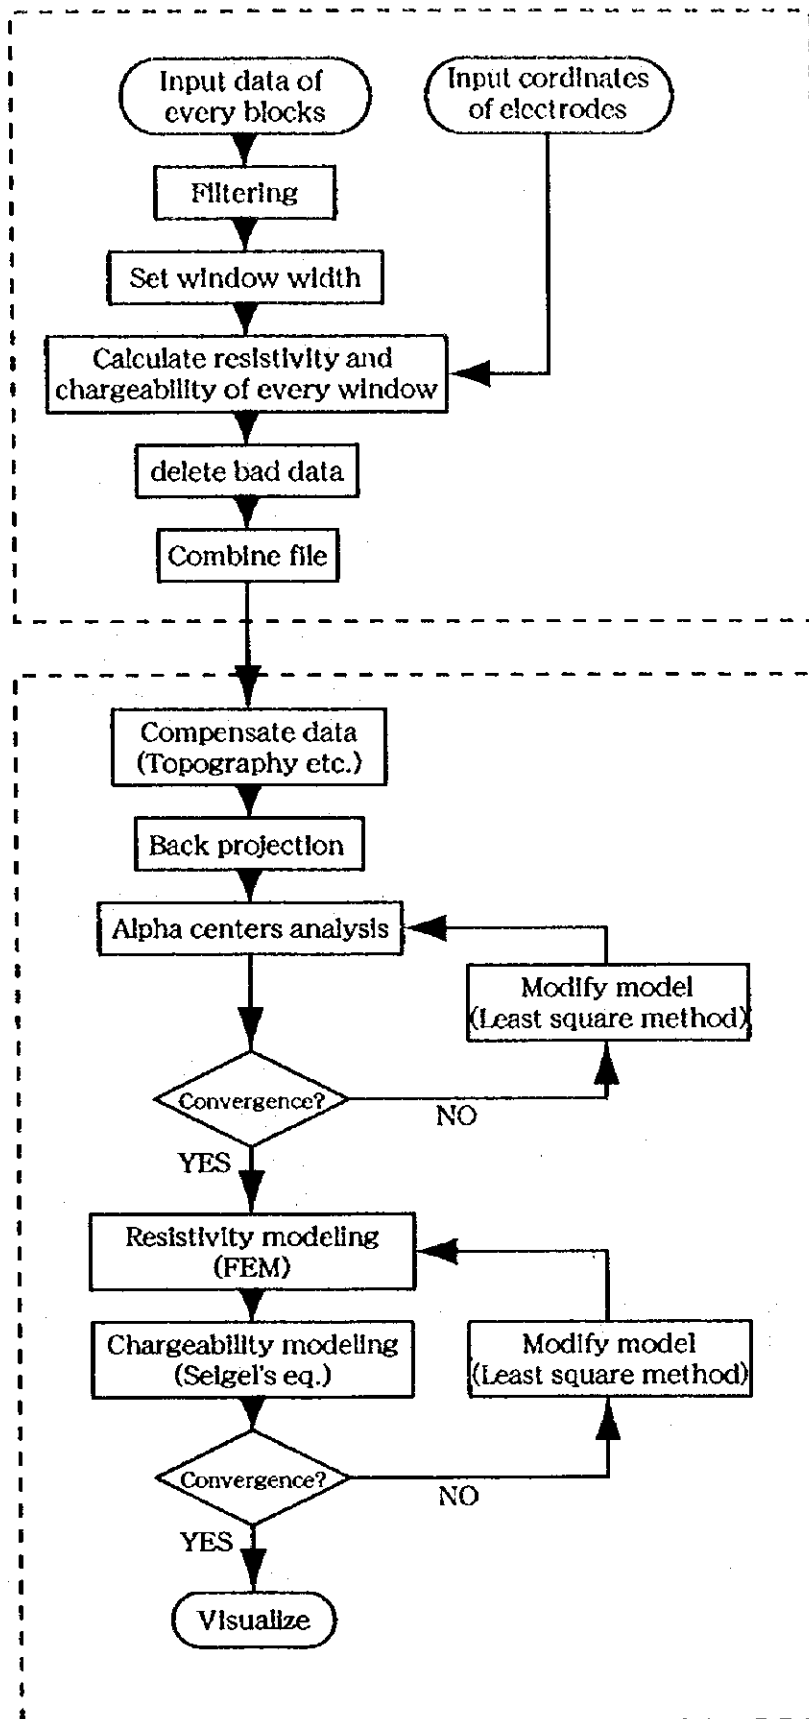 Input data of
every blocks
Input cordinates
of electrodes
Filtering
Set window width
Calculate resistivity and
chargeability of every window
delete bad data
Combine file
Compensate data
(Topography etc.)
Back projection
Alpha centers analysis
Modify model
(Least square method)
Convergence?
NO
YES
Resistivity modeling
(FEM)
Chargeability modeling
(Seigel's eq.)
Modify model
(Least square method)
Convergence?
NO
YES
Visualize